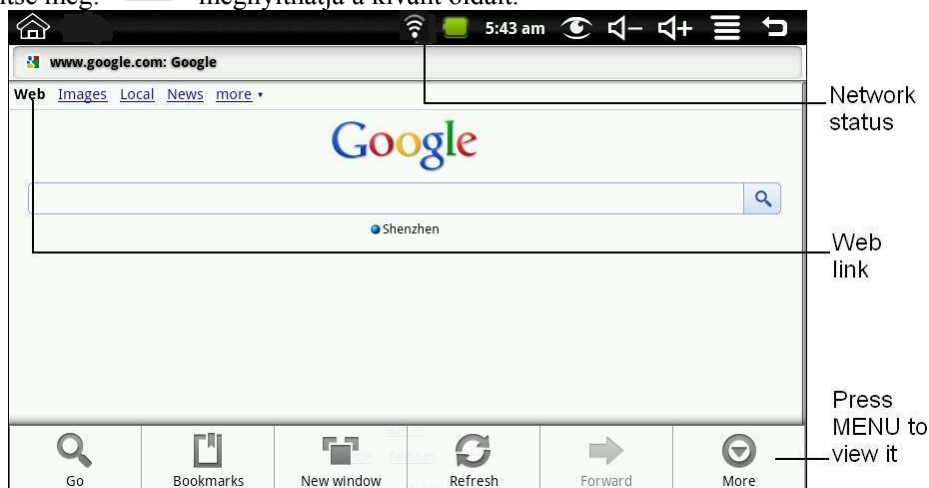 meg. megnyithatja a kívánt oldalt.
5:43 am
www.google.com: Google
Web Images Local News more
Network status
Google
Shenzhen
Web link
Press MENU to view it
Go Bookmarks New window Refresh Forward More